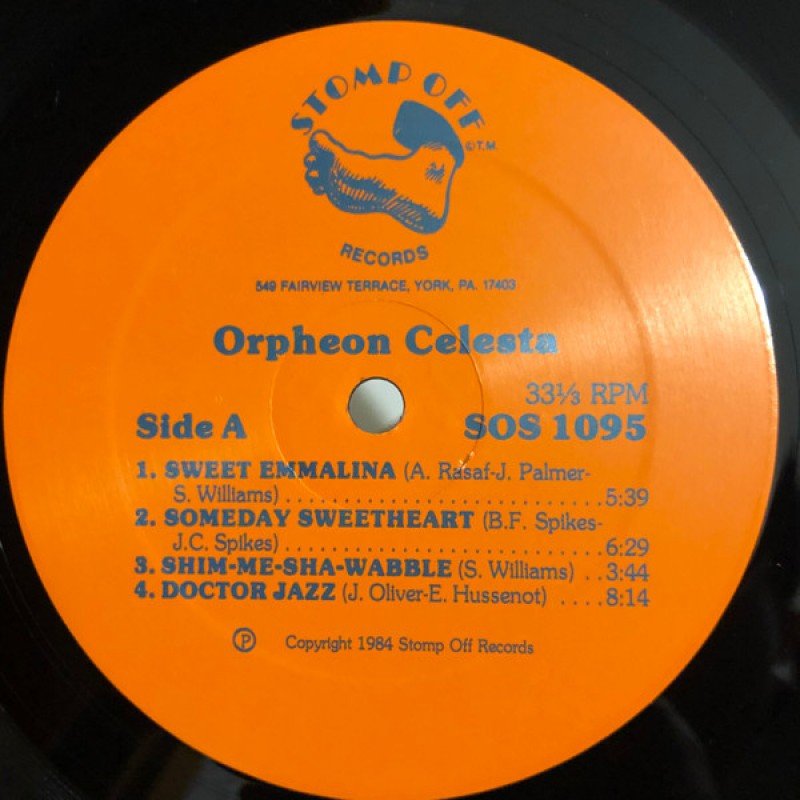 STOMP OFF
© T.M.
RECORDS
549 FAIRVIEW TERRACE, YORK, PA. 17403
Orpheon Celesta
33⅓ RPM
Side A SOS 1095
1. SWEET EMMALINA (A. Rasaf-J. Palmer-
S. Williams) . . . . . . . . . . . . . . . . . . . . . . . . . . . . . . 5:39
2. SOMEDAY SWEETHEART (B.F. Spikes-
J.C. Spikes) . . . . . . . . . . . . . . . . . . . . . . . . . . . . . . 6:29
3. SHIM-ME-SHA-WABBLE (S. Williams) . . 3:44
4. DOCTOR JAZZ (J. Oliver-E. Hussenot) . . . . 8:14
Ⓟ Copyright 1984 Stomp Off Records